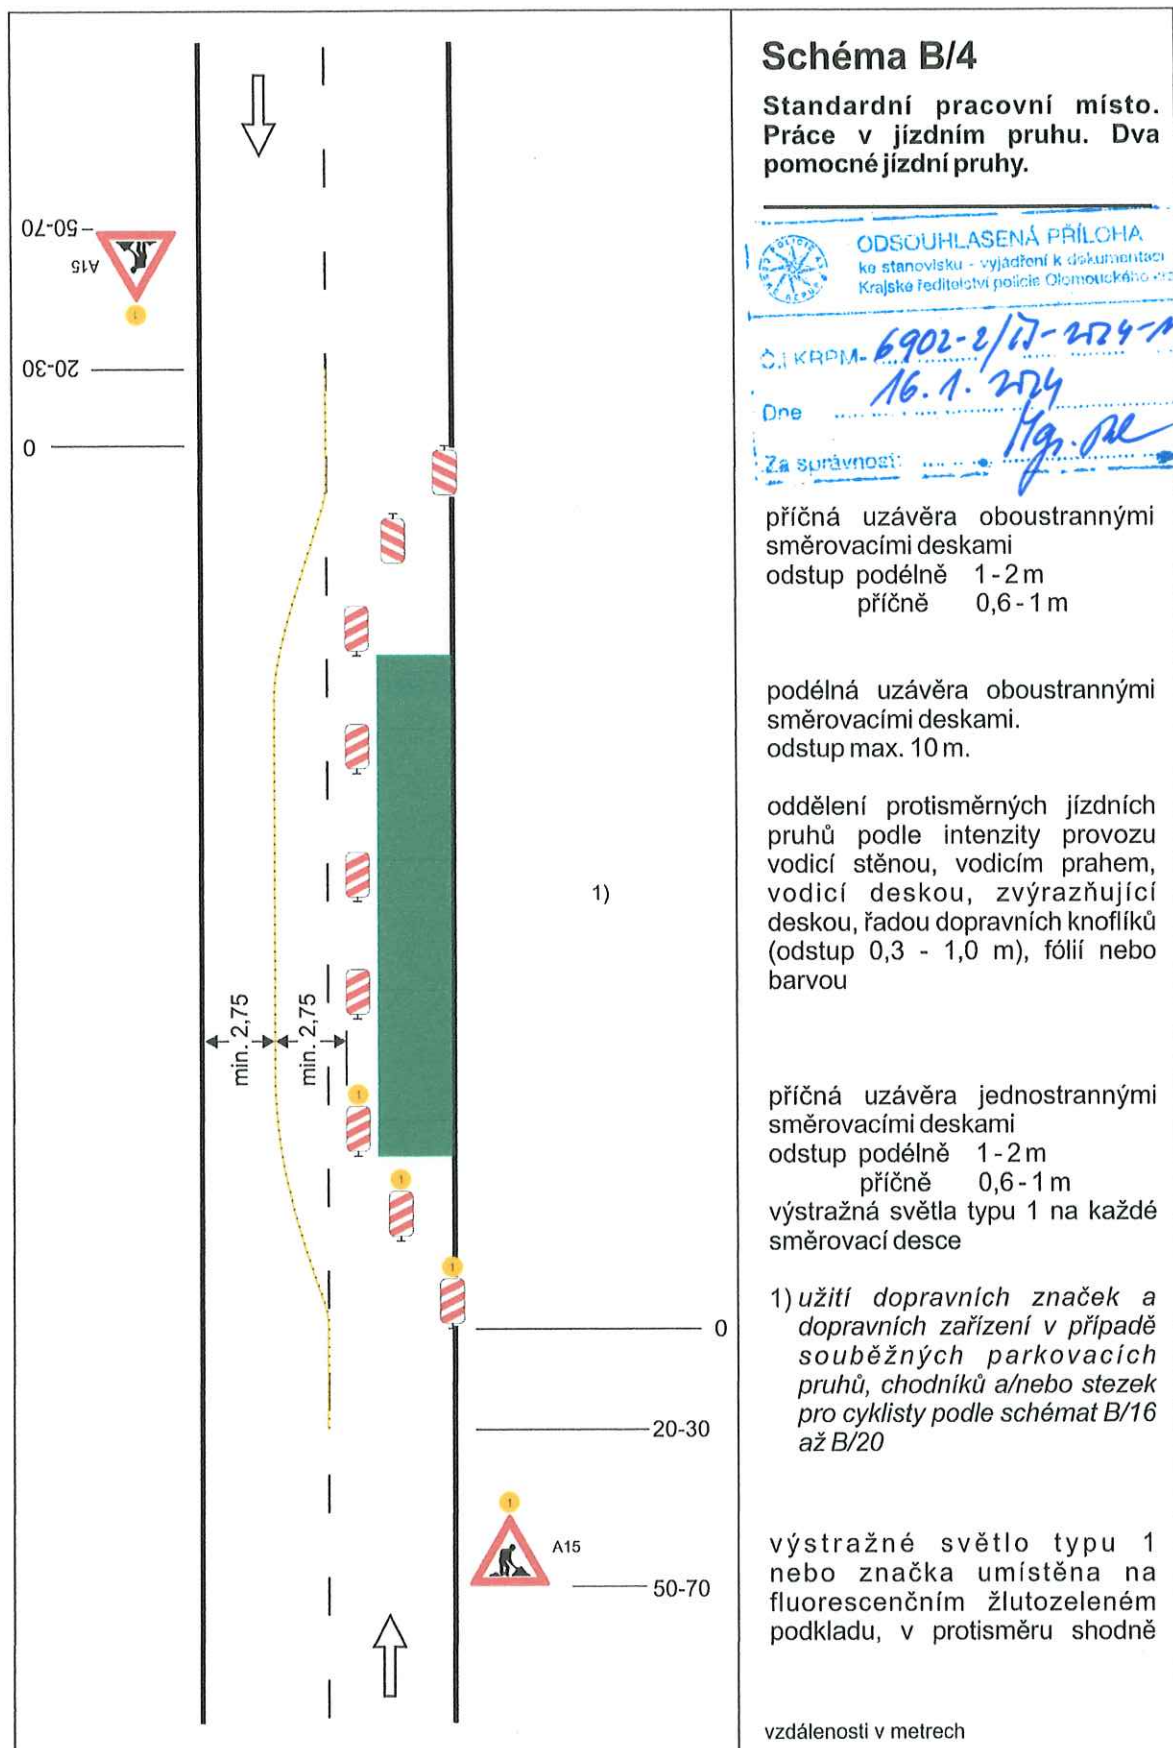 Schéma B/4
Standardní pracovní místo.
Práce v jízdním pruhu. Dva
pomocné jízdní pruhy.
ODSOUHLASENÁ PŘÍLOHA
ke stanovisku - vyjádření k dokumentaci
Krajské ředitelství policie Olomouckého
Č.j KRPM- 6902-2/
Dne 16.1.2024
Za správnost: Mgr.
příčná uzávěra oboustrannými
směrovacími deskami
odstup podélně 1-2 m
příčně 0,6-1 m
podélná uzávěra oboustrannými
směrovacími deskami.
odstup max. 10 m.
oddělení protisměrných jízdních
pruhů podle intenzity provozu
vodicí stěnou, vodicím prahem,
vodicí deskou, zvýrazňující
deskou, řadou dopravních knoflíků
(odstup 0,3 - 1,0 m), fólií nebo
barvou
příčná uzávěra jednostrannými
směrovacími deskami
odstup podélně 1-2 m
příčně 0,6-1 m
výstražná světla typu 1 na každé
směrovací desce
1) užití dopravních značek a
dopravních zařízení v případě
souběžných parkovacích
pruhů, chodníků a/nebo stezek
pro cyklisty podle schémat B/16
až B/20
výstražné světlo typu 1
nebo značka umístěna na
fluorescenčním žlutozeleném
podkladu, v protisměru shodně
vzdálenosti v metrech
50-70
A15
1
20-30
0
1)
min. 2,75
min. 2,75
1
1
1
0
20-30
1
A15
50-70